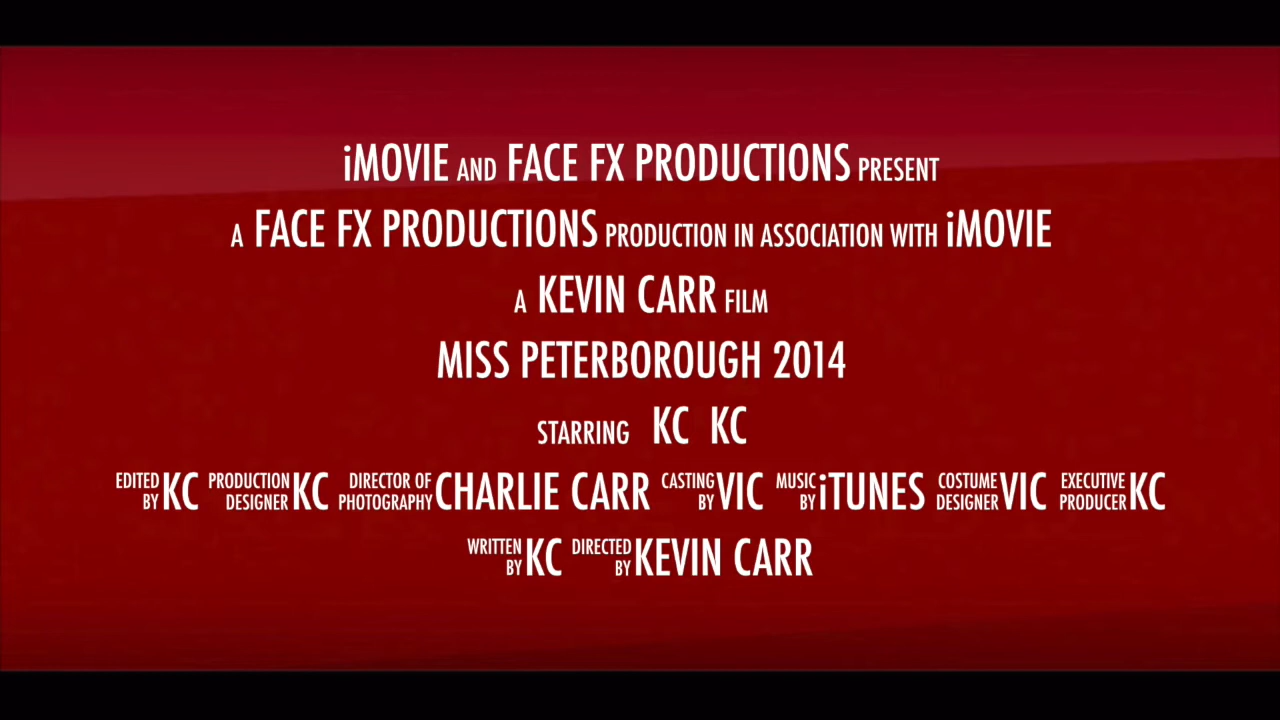 iMOVIE AND FACE FX PRODUCTIONS PRESENT
A FACE FX PRODUCTIONS PRODUCTION IN ASSOCIATION WITH iMOVIE
A KEVIN CARR FILM
MISS PETERBOROUGH 2014
STARRING KC KC
EDITED BY KC PRODUCTION DESIGNER KC DIRECTOR OF PHOTOGRAPHY CHARLIE CARR CASTING BY VIC MUSIC BY iTUNES COSTUME DESIGNER VIC EXECUTIVE PRODUCER KC
WRITTEN BY KC DIRECTED BY KEVIN CARR